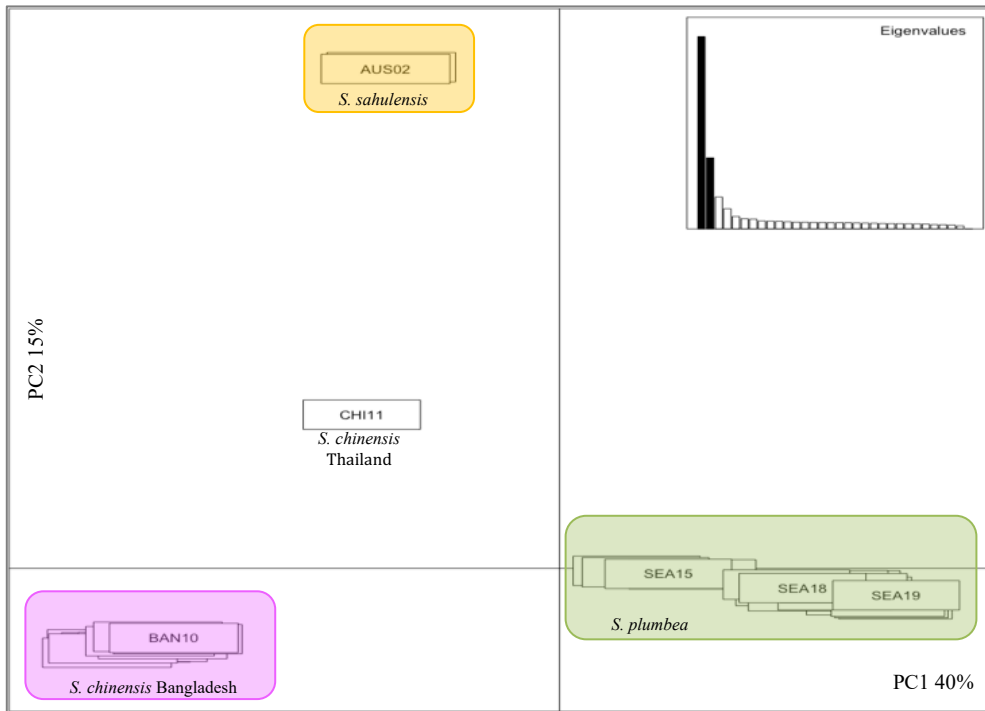 Eigenvalues
AUS02
S. sahulensis
PC2 15%
CHI11
S. chinensis
Thailand
SEA15
SEA18
SEA19
S. plumbea
BAN10
S. chinensis Bangladesh
PC1 40%